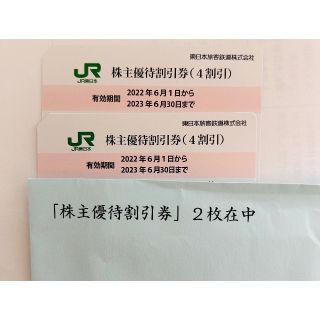 東日本旅客鉄道株式会社
JR
JR東日本
株主優待割引券(4割引)
有効期間
2022年6月1日から
2023年6月30日まで
東日本旅客鉄道株式会社
JR
JR東日本
株主優待割引券(4割引)
有効期間
2022年6月1日から
2023年6月30日まで
「株主優待割引券」2枚在中